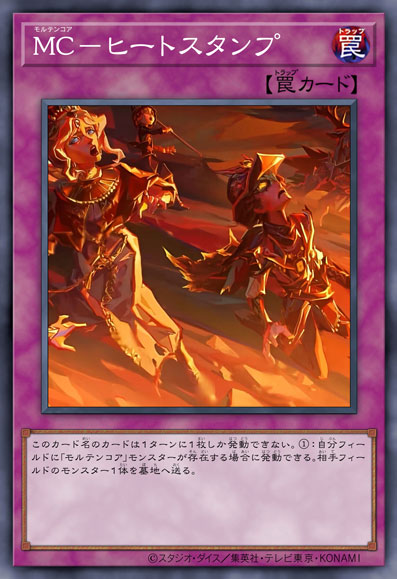 モルテンコア
MC－ヒートスタンプ
トラップ
罠
トラップ
【罠カード】
このカード名のカードは1ターンに1枚しか発動できない。①:自分フィー
ルドに「モルテンコア」モンスターが存在する場合に発動できる。相手フィー
ルドのモンスター1体を墓地へ送る。
©スタジオ・ダイス／集英社・テレビ東京・KONAMI